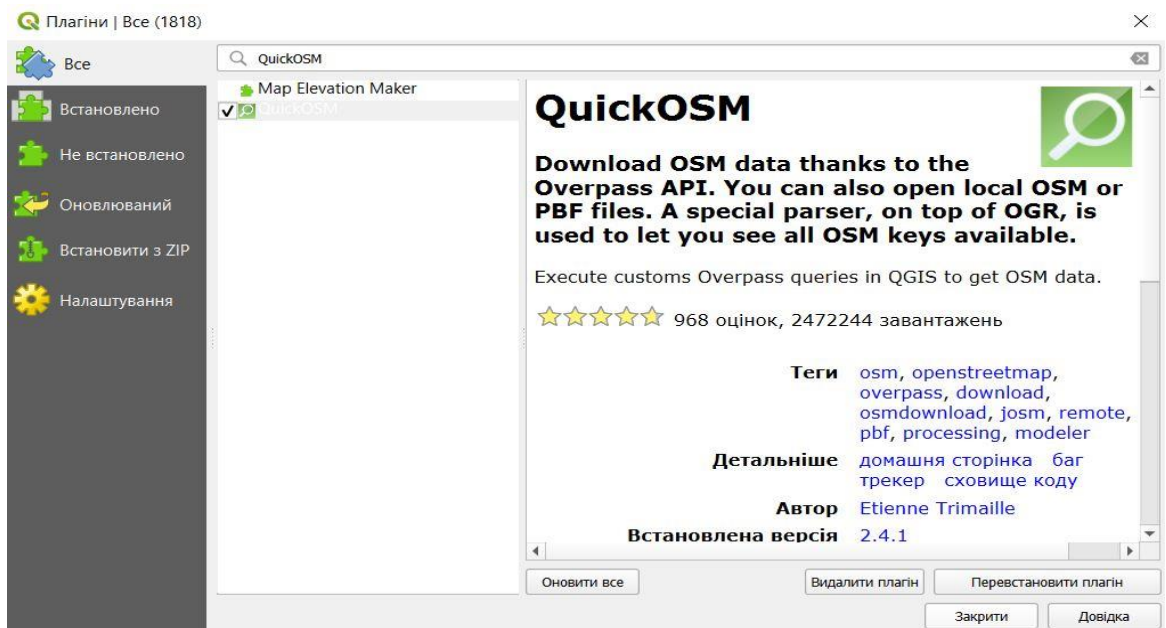 Плагіни | Все (1818)
Все
Встановлено
Не встановлено
Оновлюваний
Встановити з ZIP
Налаштування
QuickOSM
Map Elevation Maker
QuickOSM
QuickOSM
Download OSM data thanks to the
Overpass API. You can also open local OSM or
PBF files. A special parser, on top of OGR, is
used to let you see all OSM keys available.
Execute customs Overpass queries in QGIS to get OSM data.
968 оцінок, 2472244 завантажень
Теги osm, openstreetmap,
overpass, download,
osmdownload, josm, remote,
pbf, processing, modeler
Детальніше домашня сторінка баг
трекер сховище коду
Автор Etienne Trimaille
Встановлена версія 2.4.1
Оновити все Видалити плагін Перевстановити плагін
Закрити Довідка